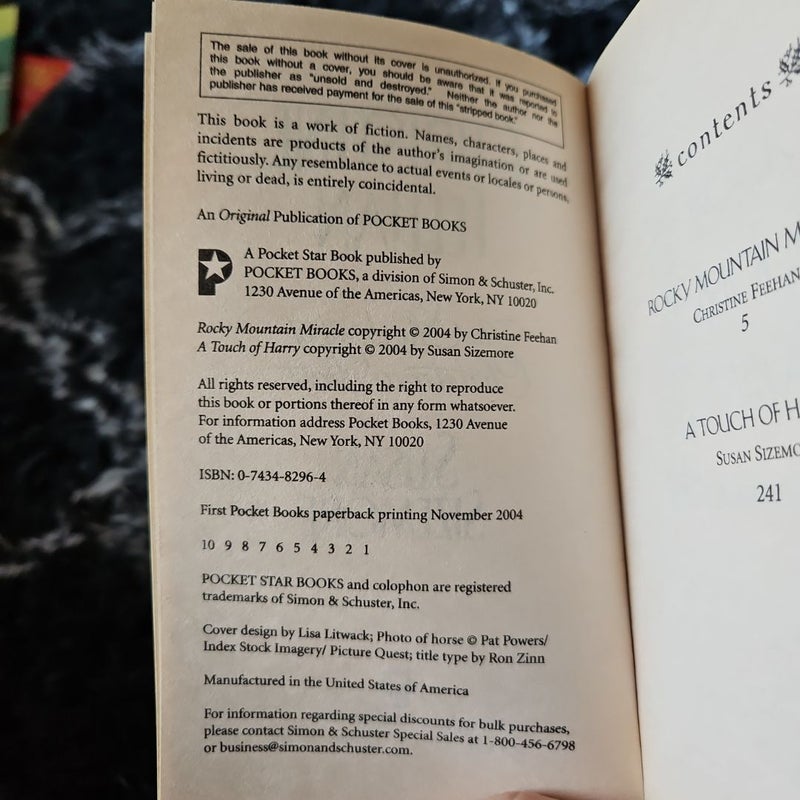 The sale of this book without its cover is unauthorized. If you purchased
this book without a cover, you should be aware that it was reported to
the publisher as "unsold and destroyed." Neither the author nor the
publisher has received payment for the sale of this "stripped book."
This book is a work of fiction. Names, characters, places and
incidents are products of the author's imagination or are used
fictitiously. Any resemblance to actual events or locales or persons,
living or dead, is entirely coincidental.
An Original Publication of POCKET BOOKS
A Pocket Star Book published by
POCKET BOOKS, a division of Simon & Schuster, Inc.
1230 Avenue of the Americas, New York, NY 10020
Rocky Mountain Miracle copyright © 2004 by Christine Feehan
A Touch of Harry copyright © 2004 by Susan Sizemore
All rights reserved, including the right to reproduce
this book or portions thereof in any form whatsoever.
For information address Pocket Books, 1230 Avenue
of the Americas, New York, NY 10020
ISBN: 0-7434-8296-4
First Pocket Books paperback printing November 2004
10 9 8 7 6 5 4 3 2 1
POCKET STAR BOOKS and colophon are registered
trademarks of Simon & Schuster, Inc.
Cover design by Lisa Litwack; Photo of horse © Pat Powers/
Index Stock Imagery/ Picture Quest; title type by Ron Zinn
Manufactured in the United States of America
For information regarding special discounts for bulk purchases,
please contact Simon & Schuster Special Sales at 1-800-456-6798
or business@simonandschuster.com.
contents
ROCKY MOUNTAIN M
CHRISTINE FEEHAN
5
A TOUCH OF H
SUSAN SIZEMO
241